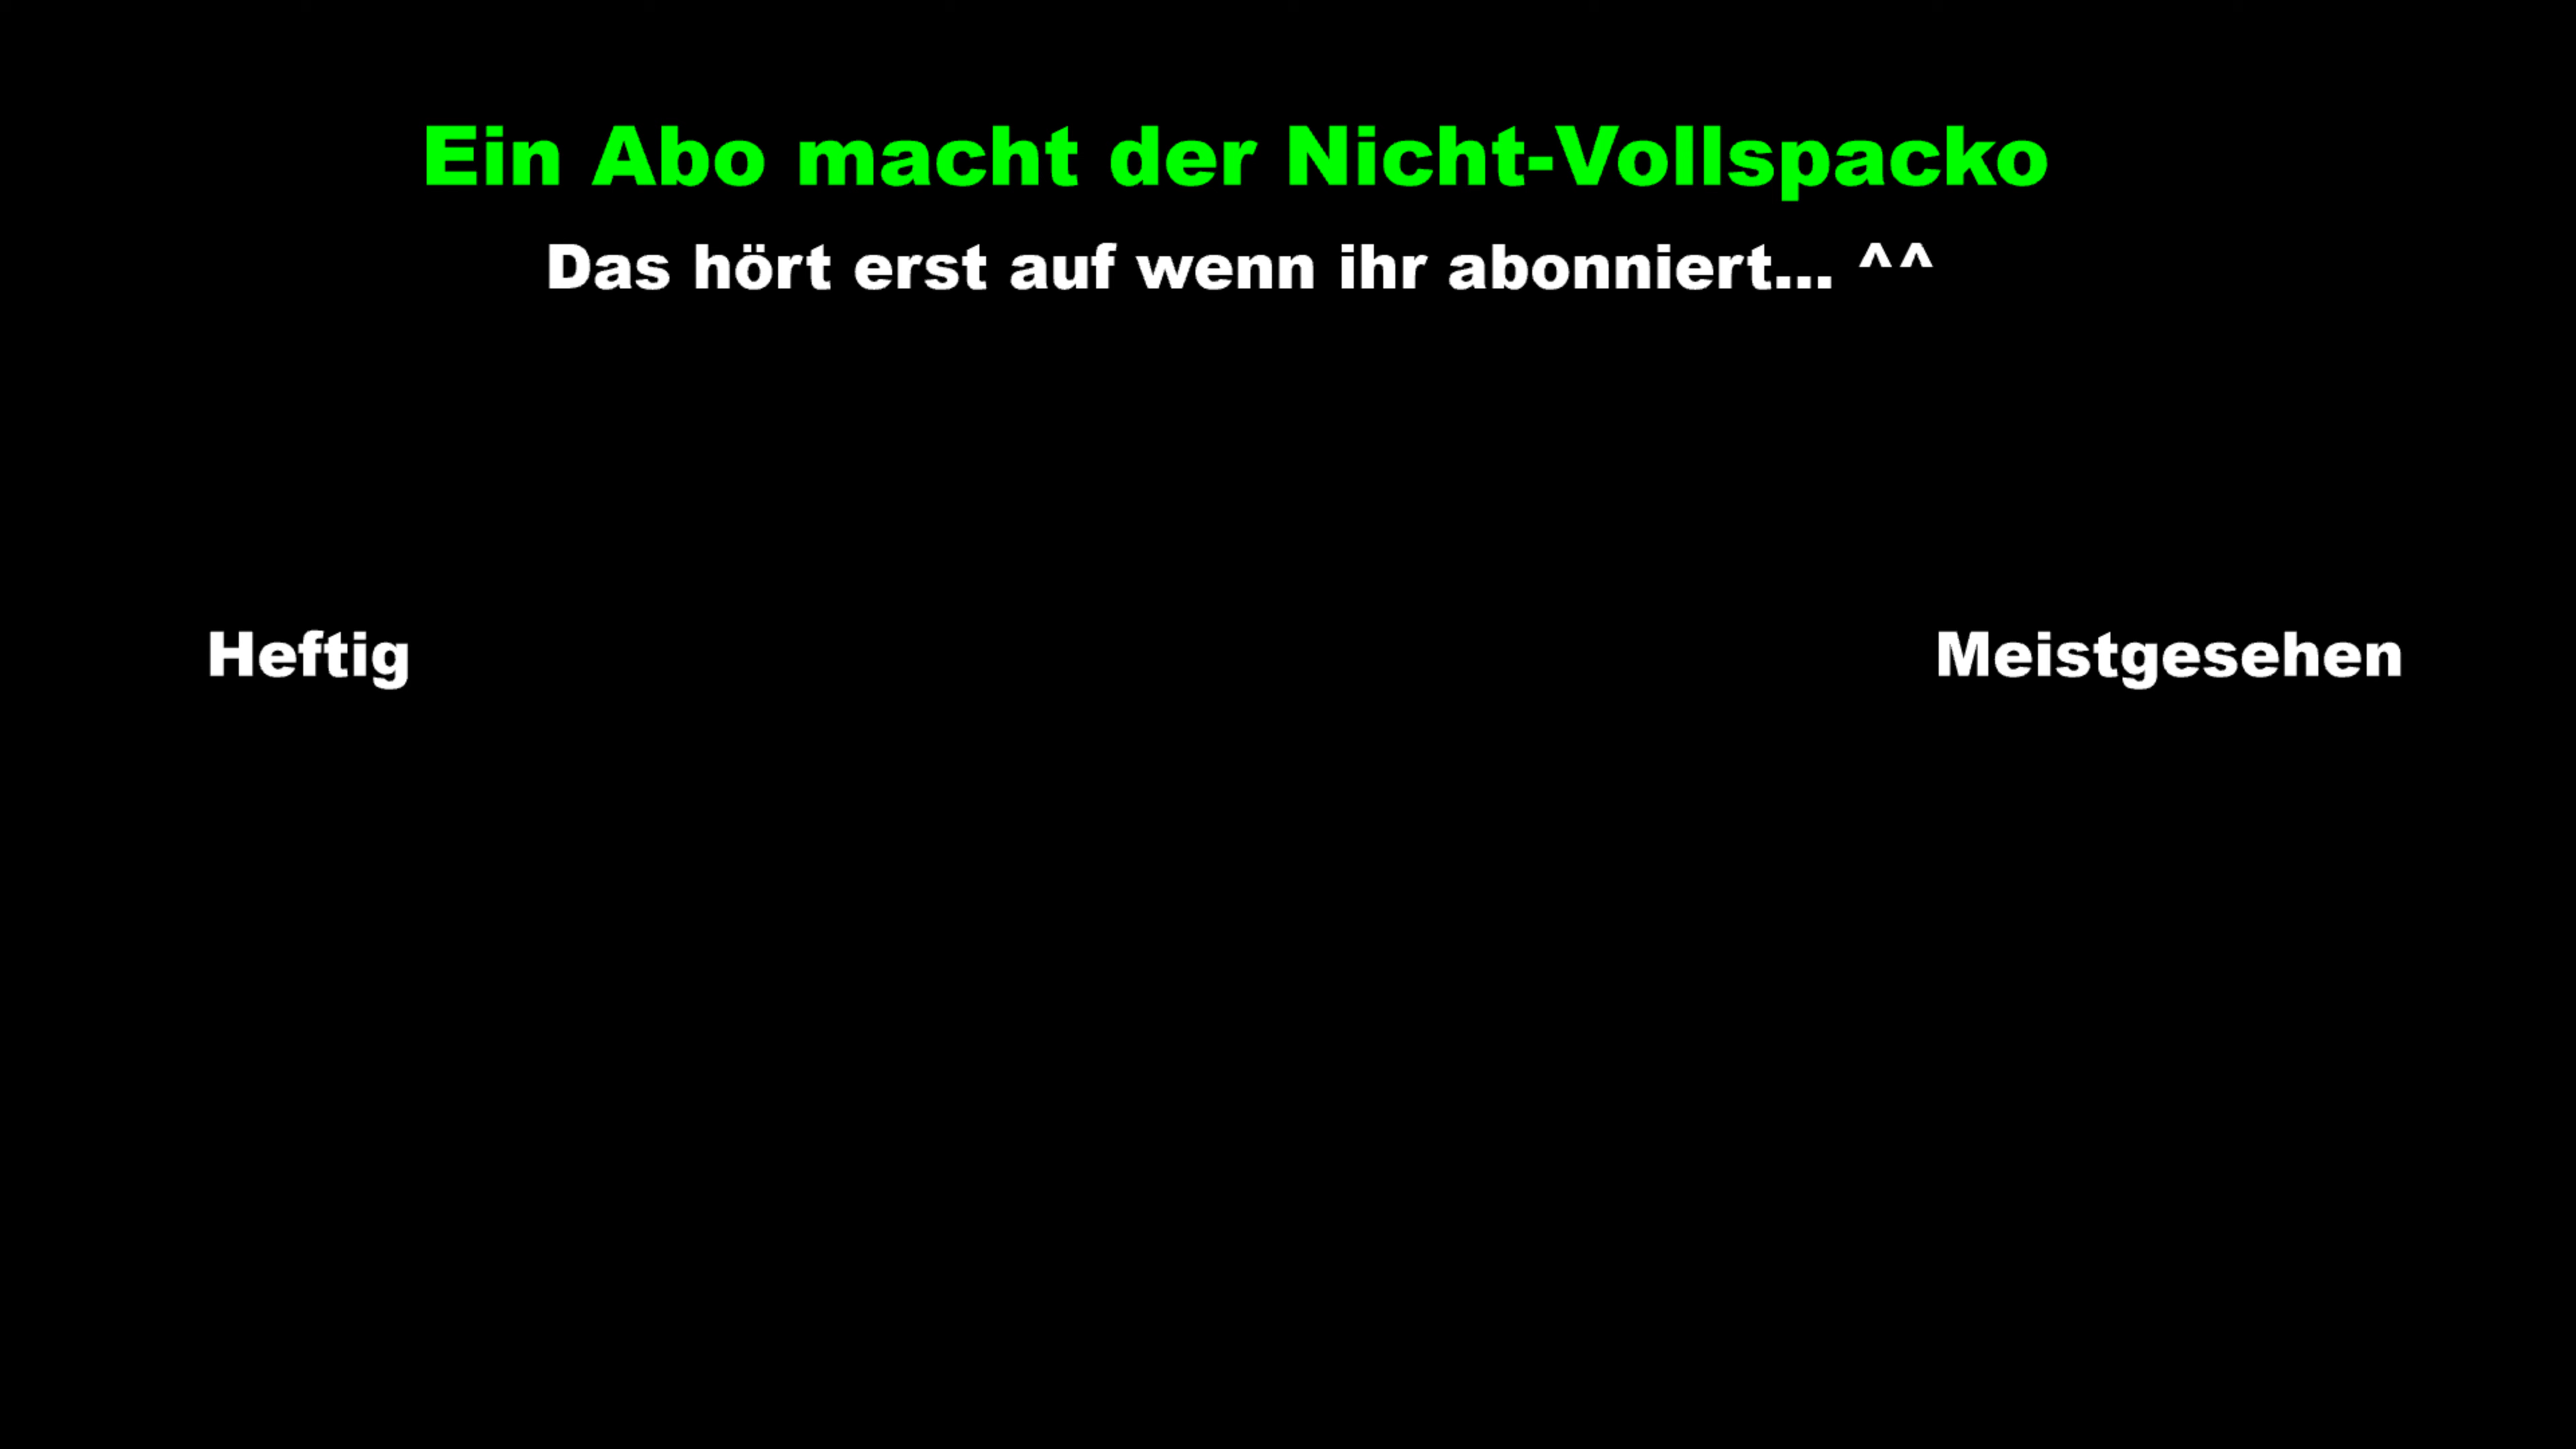 Ein Abo macht der Nicht-Vollspacko
Das hört erst auf wenn ihr abonniert... ^^
Heftig
Meistgesehen